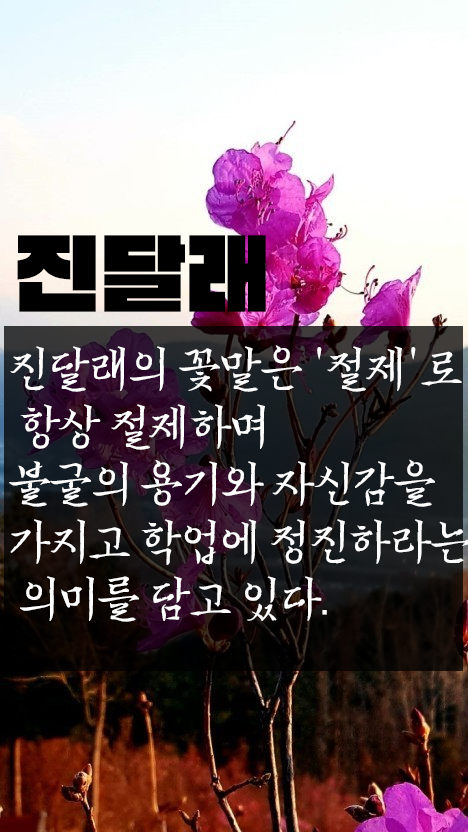 진달래
진달래의 꽃말은 '절제'로
항상 절제하며
불굴의 용기와 자신감을
가지고 학업에 정진하라는
의미를 담고 있다.